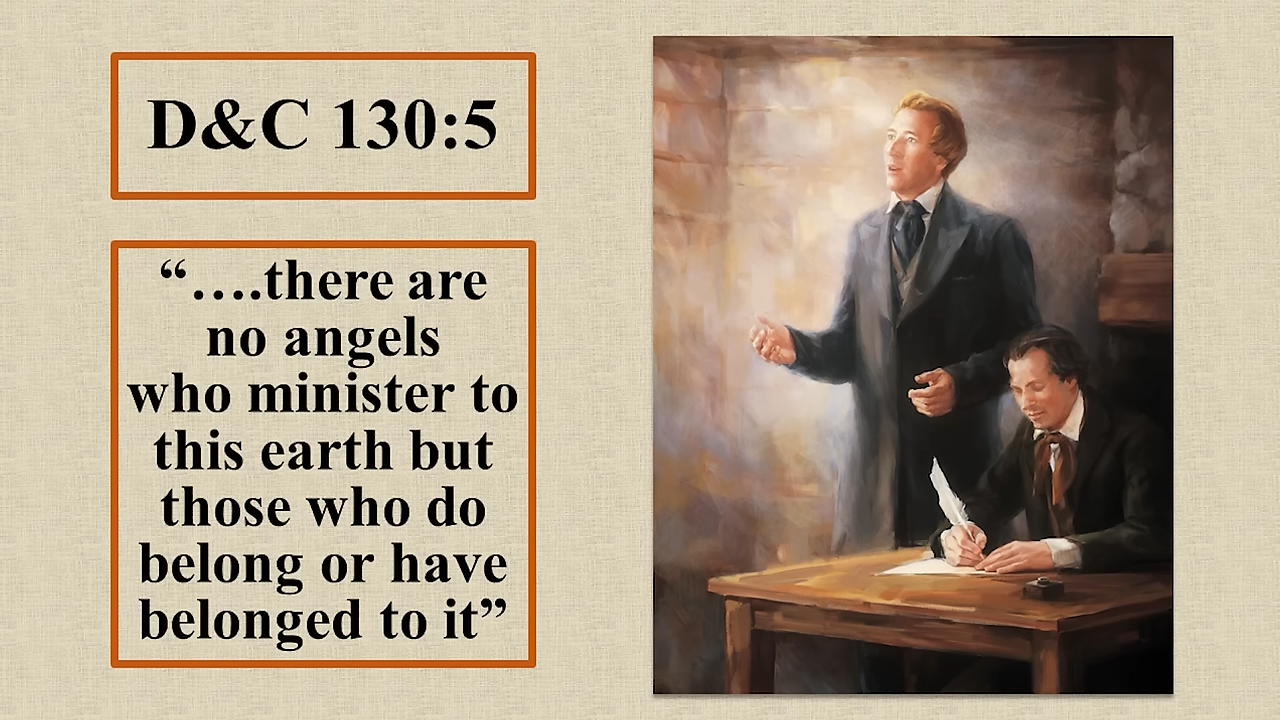 D&C 130:5
“….there are
no angels
who minister to
this earth but
those who do
belong or have
belonged to it”